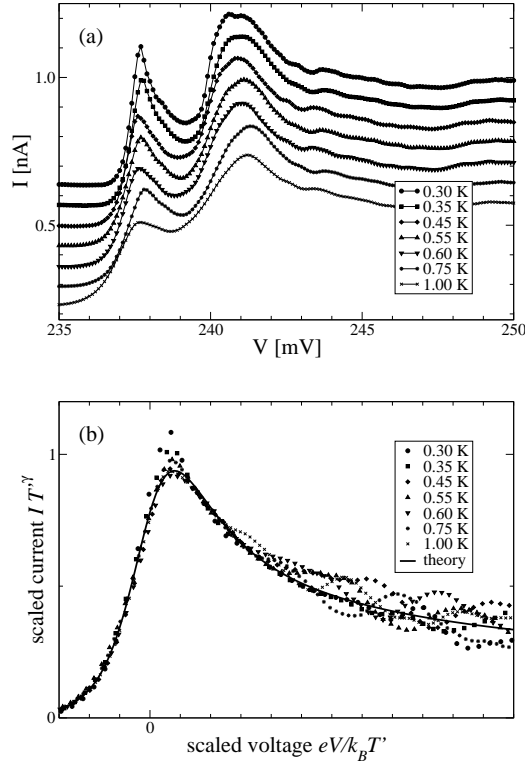 (a)
1.0
I [nA]
0.5
0.30 K
0.35 K
0.45 K
0.55 K
0.60 K
0.75 K
1.00 K
235
240
245
250
V [mV]
(b)
1
scaled current I T'^γ
0.30 K
0.35 K
0.45 K
0.55 K
0.60 K
0.75 K
1.00 K
theory
0
0
scaled voltage eV/k_BT'